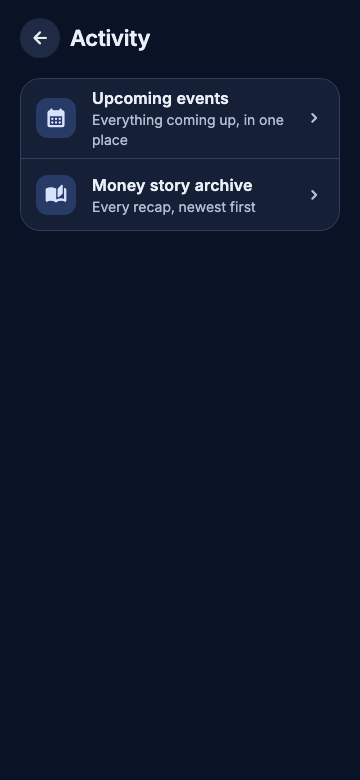 Activity
Upcoming events
Everything coming up, in one
place
Money story archive
Every recap, newest first